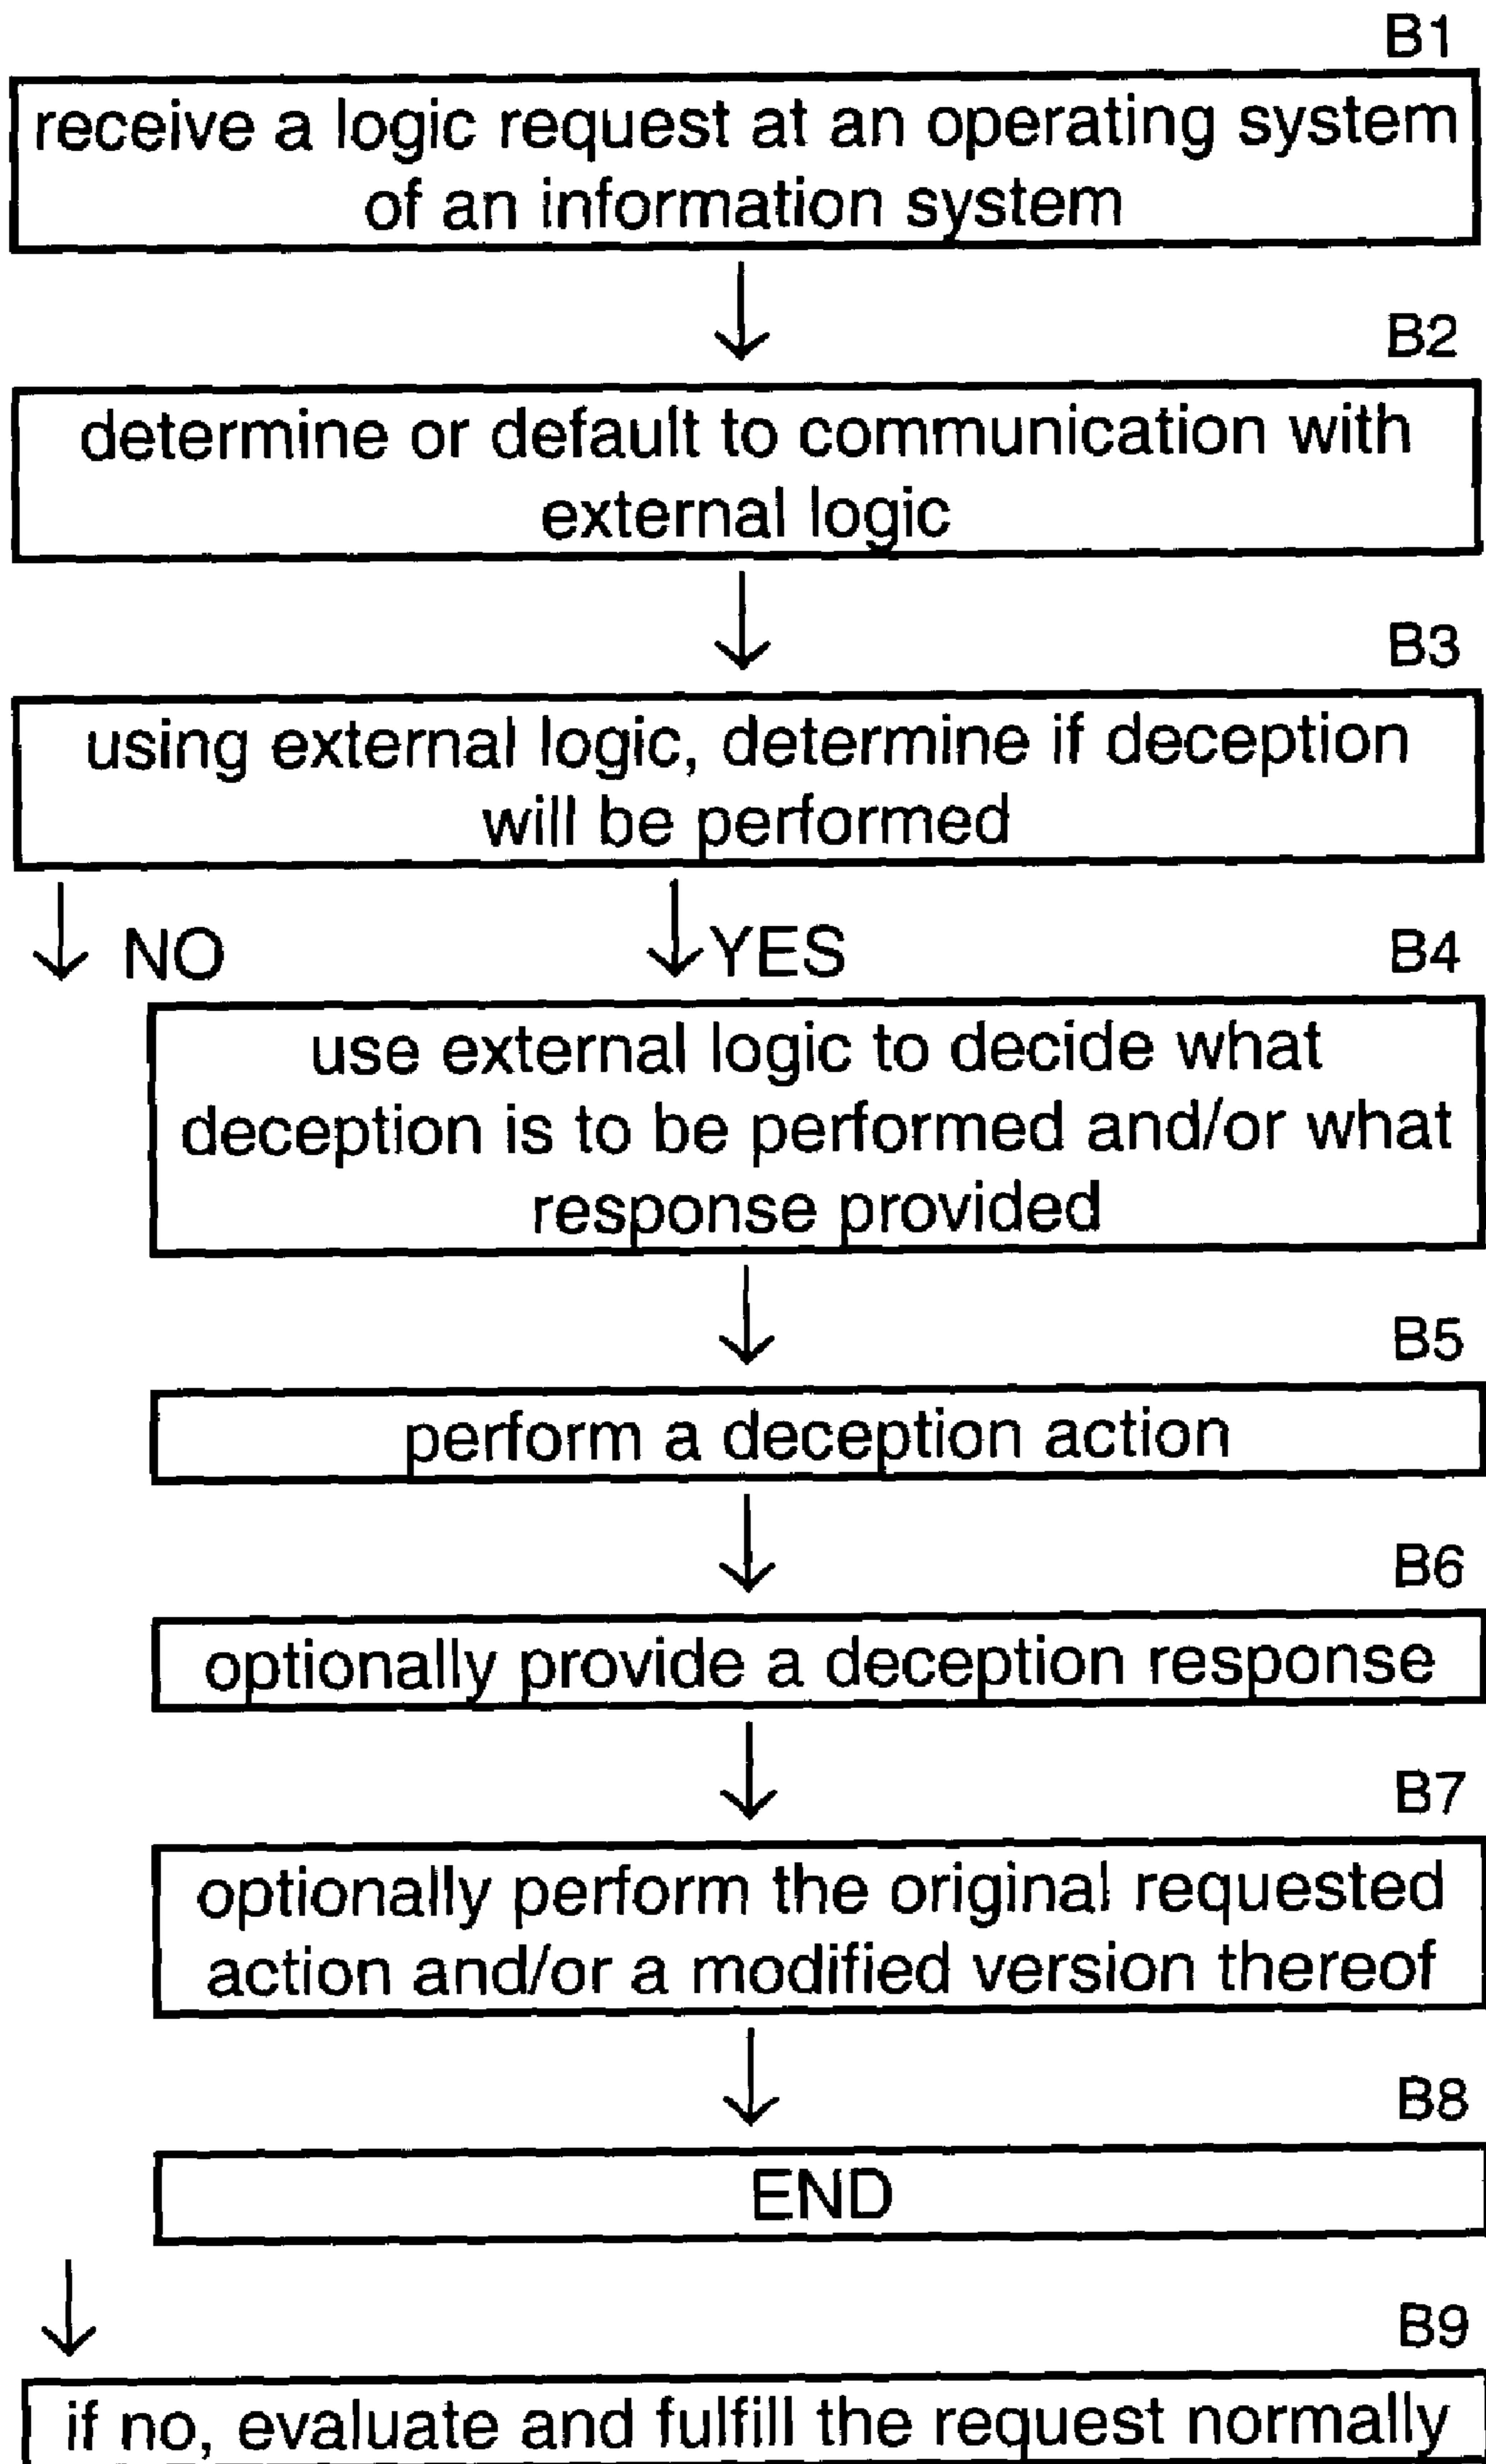 B1
receive a logic request at an operating system
of an information system
B2
determine or default to communication with
external logic
B3
using external logic, determine if deception
will be performed
NO
YES
B4
use external logic to decide what
deception is to be performed and/or what
response provided
B5
perform a deception action
B6
optionally provide a deception response
B7
optionally perform the original requested
action and/or a modified version thereof
B8
END
B9
if no, evaluate and fulfill the request normally